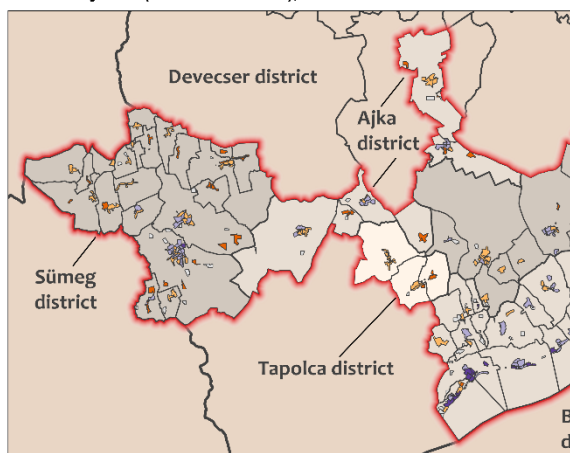 Devecser district
Ajka
district
Sümeg
district
Tapolca district
B
d